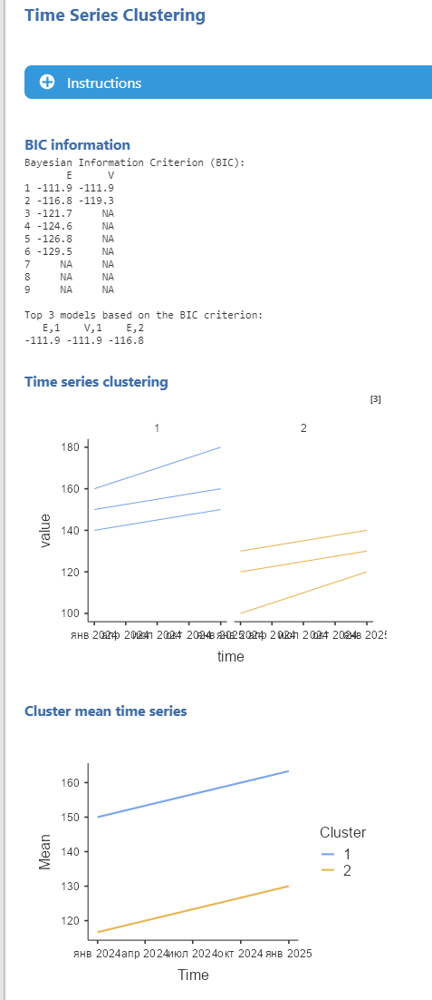 Time Series Clustering
Instructions
BIC information
Bayesian Information Criterion (BIC):
E V
1 -111.9 -111.9
2 -116.8 -119.3
3 -121.7 NA
4 -124.6 NA
5 -126.8 NA
6 -129.5 NA
7 NA NA
8 NA NA
9 NA NA
Top 3 models based on the BIC criterion:
E,1 V,1 E,2
-111.9 -111.9 -116.8
Time series clustering
[3]
1 2
180
160
140
120
100
value
янв 2024 апр 2024 июл 2024 окт 2024 янв 2025 янв 2024 апр 2024 июл 2024 окт 2024 янв 2025
time
Cluster mean time series
160
150
140
130
120
Mean
Cluster
1
2
янв 2024 апр 2024 июл 2024 окт 2024 янв 2025
Time